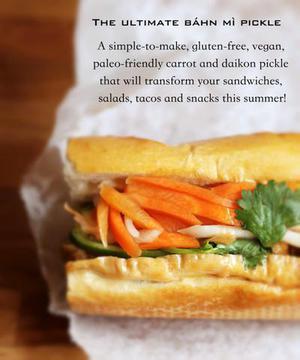 The ultimate báhn mì pickle
A simple-to-make, gluten-free, vegan,
paleo-friendly carrot and daikon pickle
that will transform your sandwiches,
salads, tacos and snacks this summer!